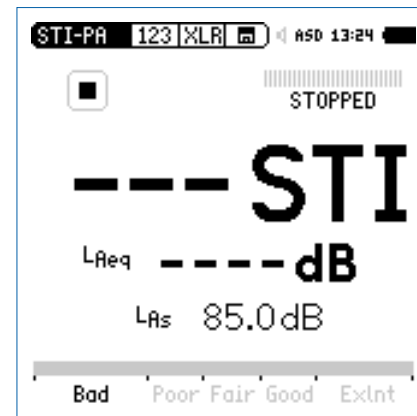 STI-PA 123 XLR ASD 13:24
STOPPED
--- STI
LAeq ----dB
LAs 85.0dB
Bad Poor Fair Good Exlnt